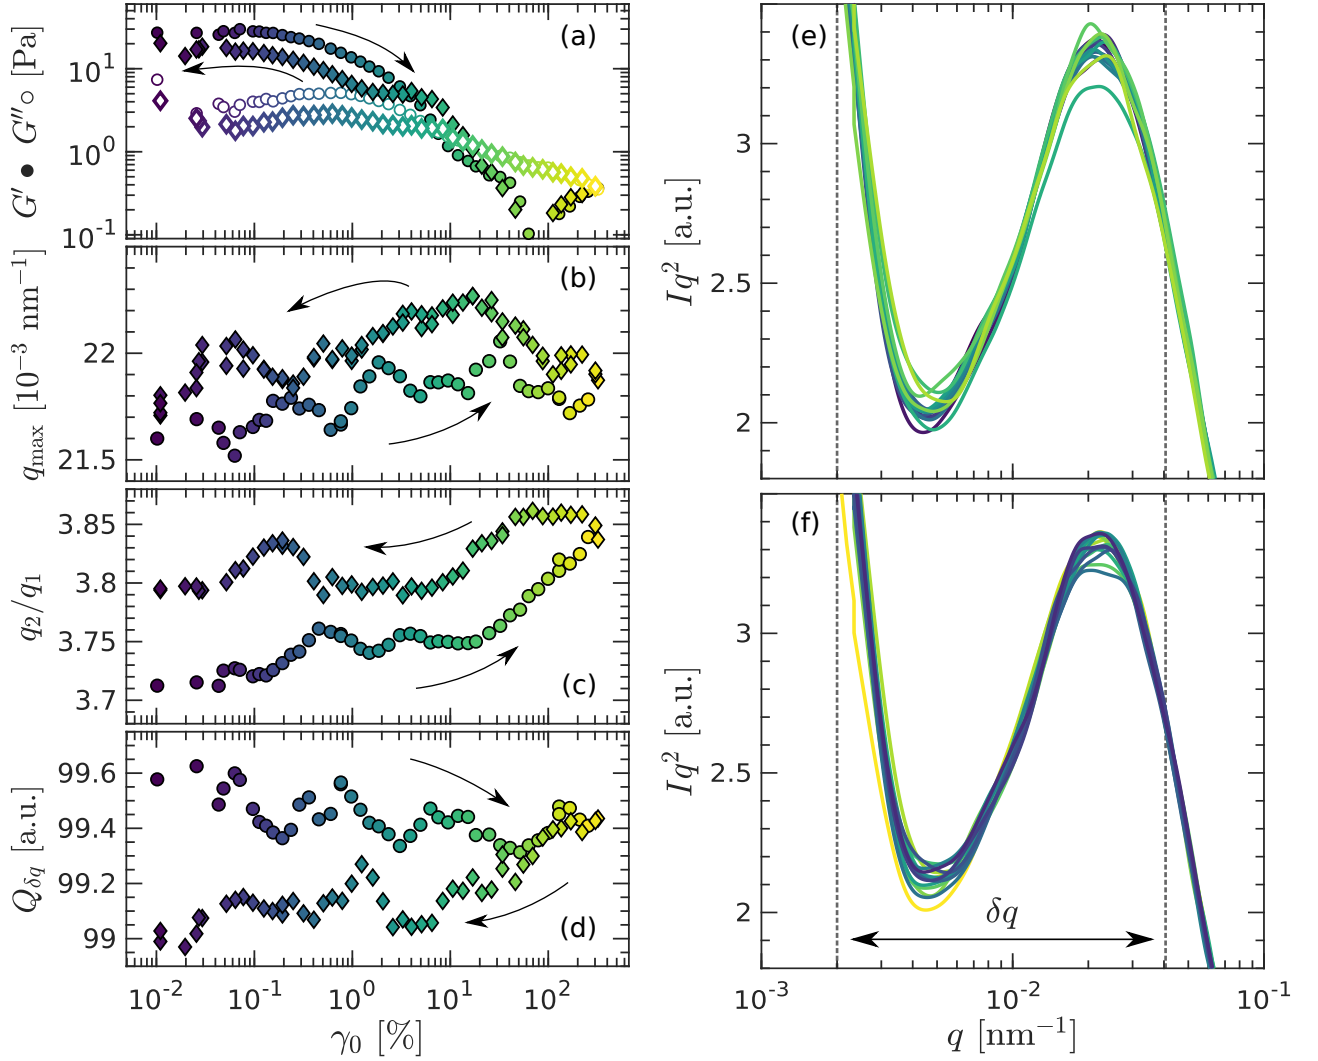 (a)
G′ ● G″ ○ [Pa]
10^1
10^0
10^-1
(b)
q_max [10^−3 nm^−1]
22
21.5
(c)
q_2/q_1
3.85
3.8
3.75
3.7
(d)
Q_δq [a.u.]
99.6
99.4
99.2
99
10^-2 10^-1 10^0 10^1 10^2
γ_0 [%]
(e)
Iq^2 [a.u.]
3
2.5
2
(f)
Iq^2 [a.u.]
3
2.5
2
δq
10^-3 10^-2 10^-1
q [nm^−1]